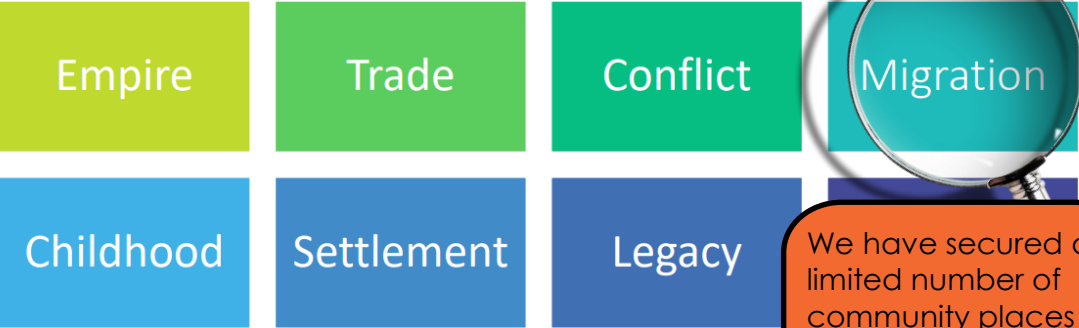 Empire
Trade
Conflict
Migration
Childhood
Settlement
Legacy
We have secured
limited number of
community places